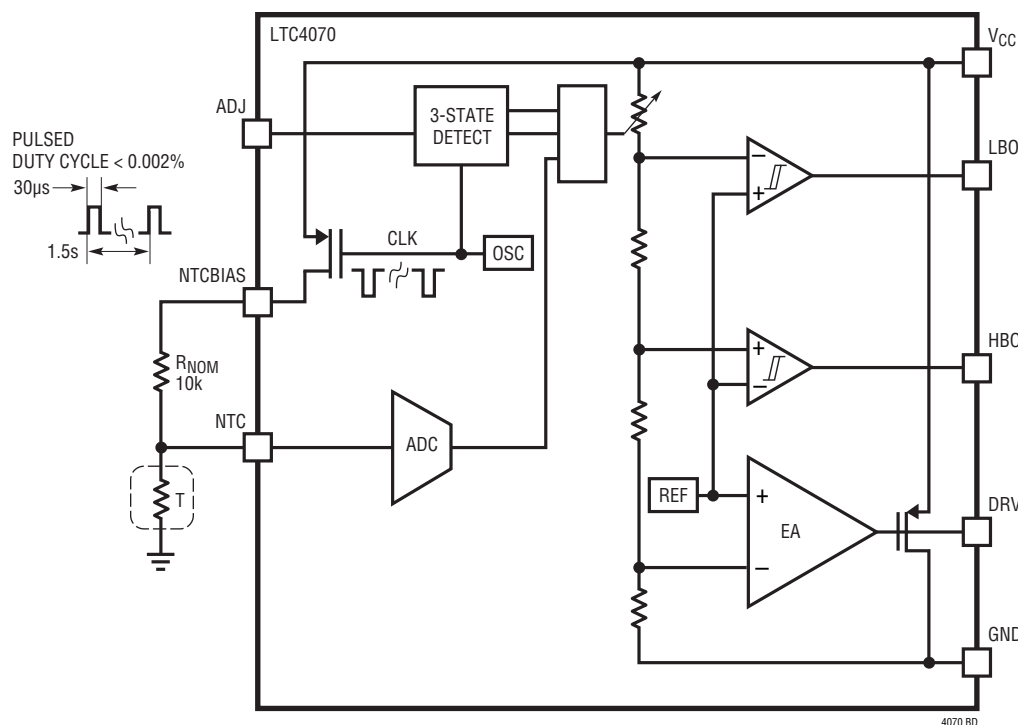 LTC4070
VCC
ADJ
3-STATE
DETECT
PULSED
DUTY CYCLE < 0.002%
30µs
1.5s
LBO
CLK
OSC
NTCBIAS
RNOM
10k
HBO
NTC
ADC
T
REF
+
−
+
−
+
−
EA
DRV
GND
4070 BD